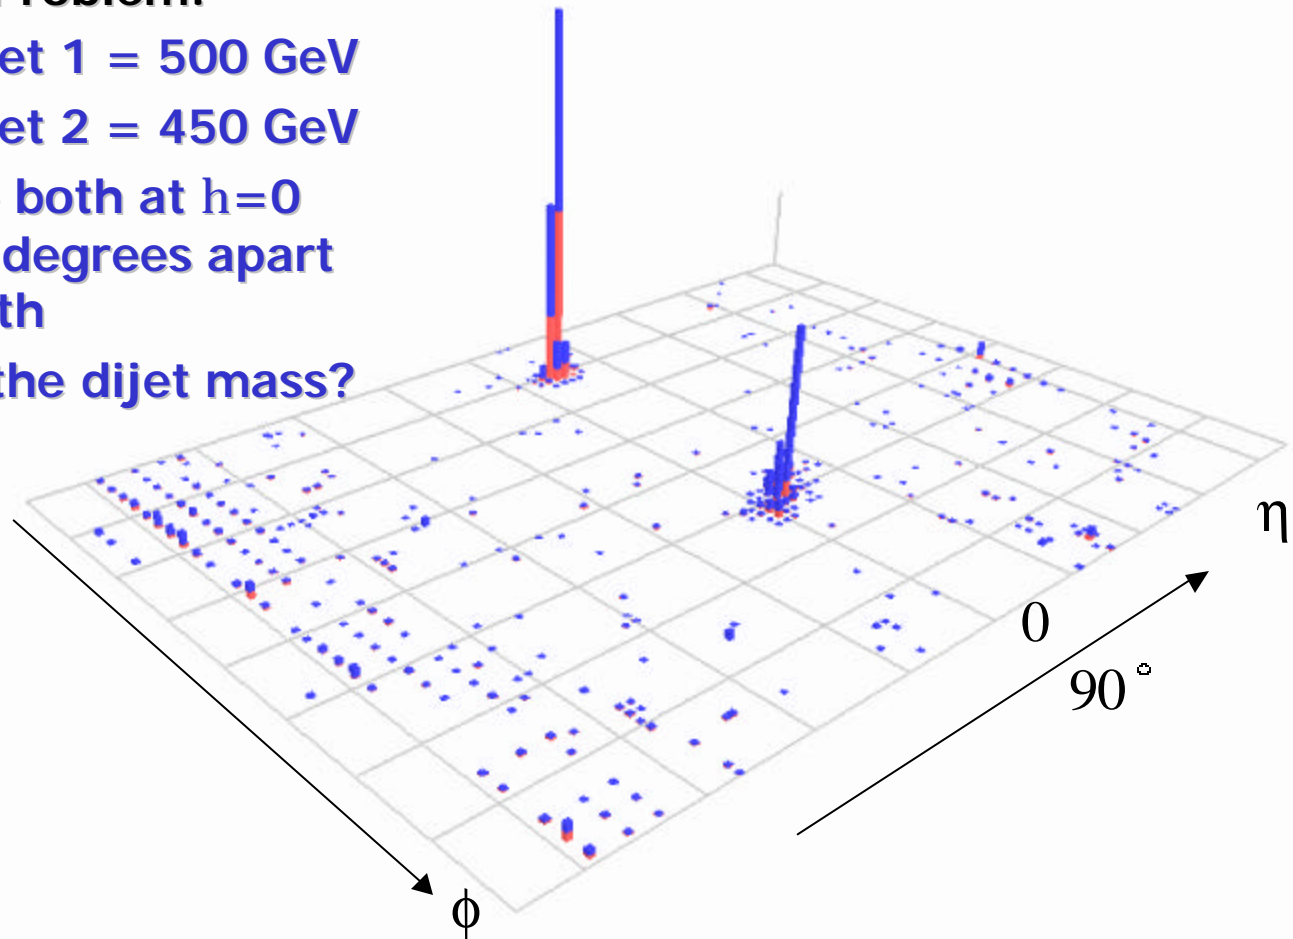 roblem:
et 1 = 500 GeV
et 2 = 450 GeV
both at h=0
degrees apart
th
the dijet mass?
η
0
90°
ϕ